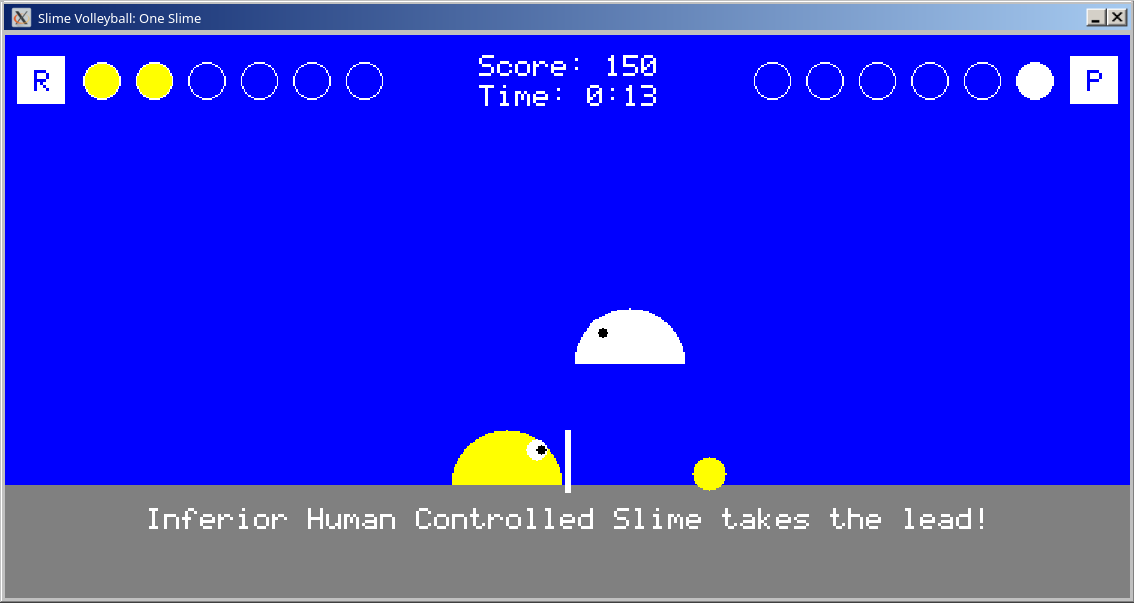 Slime Volleyball: One Slime
R
Score: 150
P
Time: 0:13
Inferior Human Controlled Slime takes the lead!